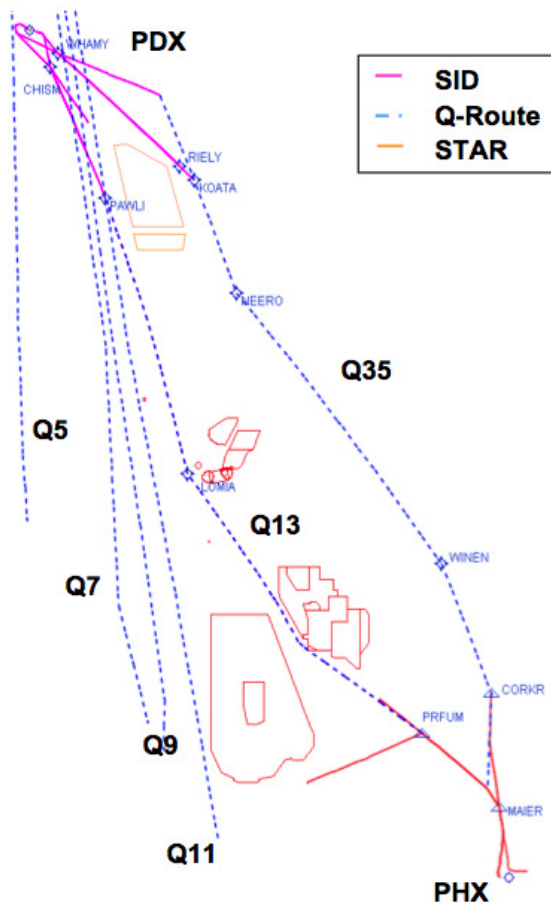 PDX
WHAMY
CHISM
SID
Q-Route
STAR
RIELY
KOATA
PAWLI
NEERO
Q35
Q5
LOMIA
Q13
WINEN
Q7
CORKR
PRFUM
Q9
MAIER
Q11
PHX